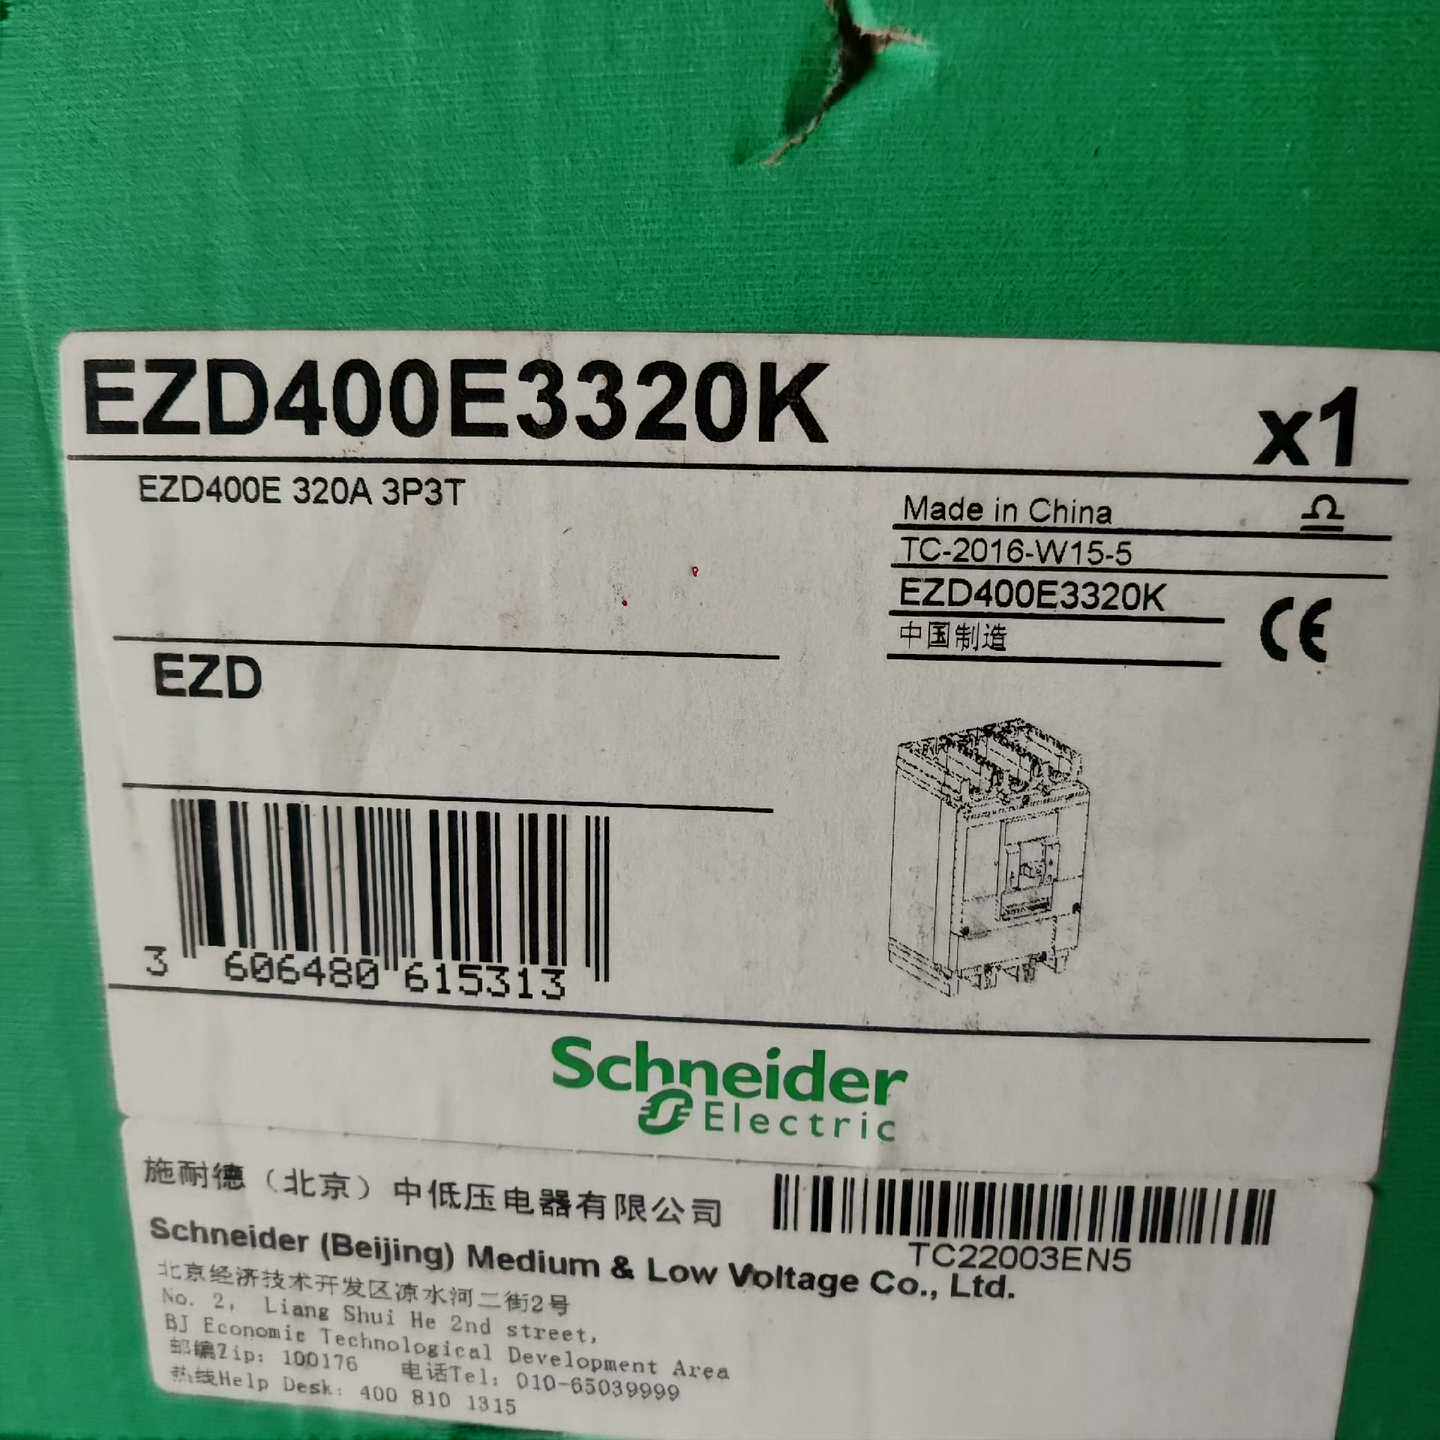 EZD400E3320K x1
EZD400E 320A 3P3T
Made in China
TC-2016-W15-5
EZD400E3320K
中国制造
CE
EZD
3 606480 615313
Schneider
Electric
施耐德（北京）中低压电器有限公司
TC22003EN5
Schneider (Beijing) Medium & Low Voltage Co., Ltd.
北京经济技术开发区凉水河二街2号
No. 2, Liang Shui He 2nd street,
BJ Economic Technological Development Area
邮编Zip: 100176 电话Tel: 010-65039999
热线Help Desk: 400 810 1315